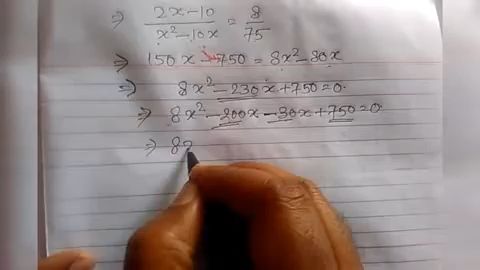 ⇒ 2x-10 / x²-10x = 8/75
⇒ 150x - 750 = 8x² - 80x
⇒ 8x² - 230x + 750 = 0.
⇒ 8x² - 200x - 30x + 750 = 0
⇒ 8